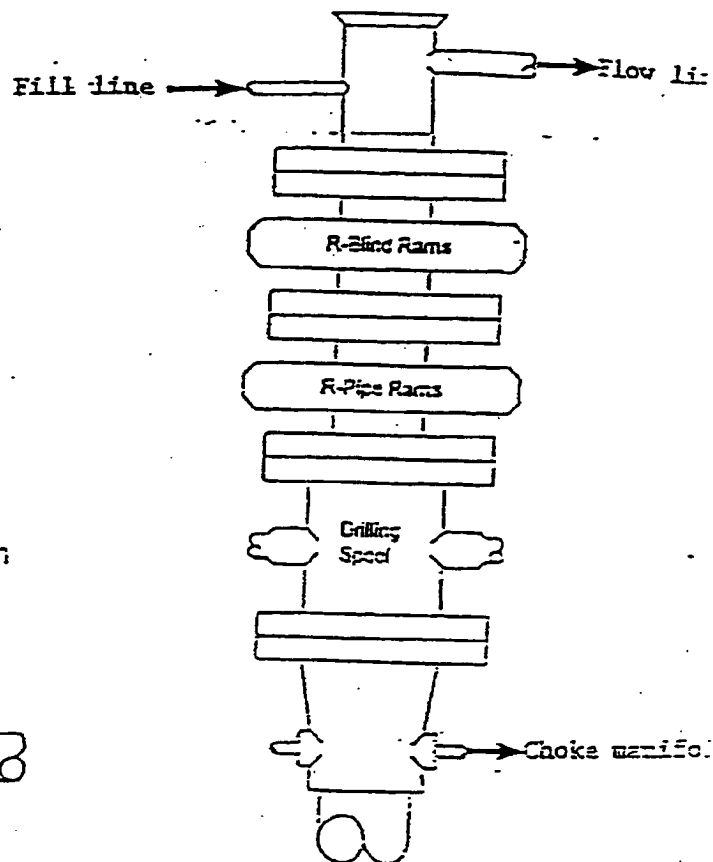 Fill line
Flow li
R-Blind Rams
R-Pipe Rams
Drilling
Spool
n
Choke manifol